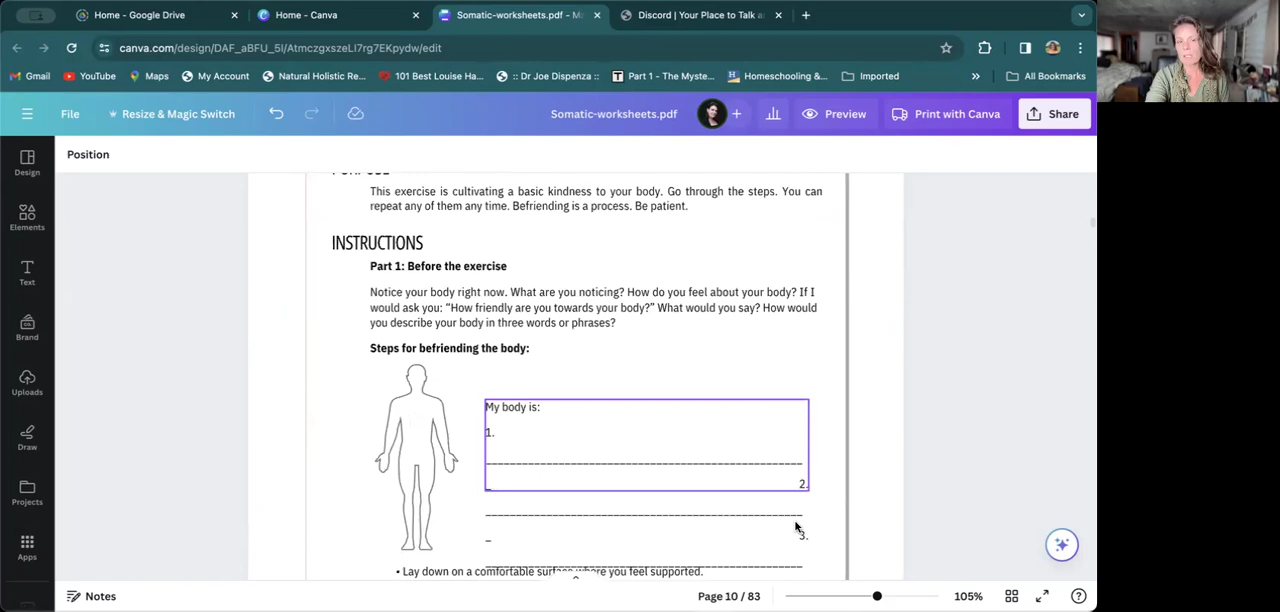 Home - Google Drive
Home - Canva
Somatic-worksheets.pdf - Ma
Discord | Your Place to Talk a
canva.com/design/DAF_aBFU_5I/AtmczgxszeLI7rg7EKpydw/edit
Gmail
YouTube
Maps
My Account
Natural Holistic Re...
101 Best Louise Ha...
:: Dr Joe Dispenza ::
Part 1 - The Myste...
Homeschooling &...
Imported
All Bookmarks
File
Resize & Magic Switch
Somatic-worksheets.pdf
Preview
Print with Canva
Share
Design
Elements
Text
Brand
Uploads
Draw
Projects
Apps
Position
PURPOSE
This exercise is cultivating a basic kindness to your body. Go through the steps. You can
repeat any of them any time. Befriending is a process. Be patient.
INSTRUCTIONS
Part 1: Before the exercise
Notice your body right now. What are you noticing? How do you feel about your body? If I
would ask you: “How friendly are you towards your body?” What would you say? How would
you describe your body in three words or phrases?
Steps for befriending the body:
My body is:
1.
2.
3.
• Lay down on a comfortable surface where you feel supported.
Notes
Page 10 / 83
105%